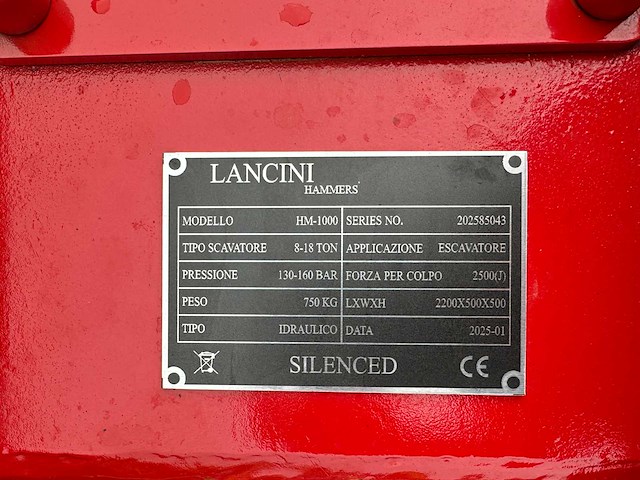 LANCINI
HAMMERS
MODELLO HM-1000 SERIES NO. 202585043
TIPO SCAVATORE 8-18 TON APPLICAZIONE ESCAVATORE
PRESSIONE 130-160 BAR FORZA PER COLPO 2500(J)
PESO 750 KG LXWXH 2200X500X500
TIPO IDRAULICO DATA 2025-01
SILENCED CE